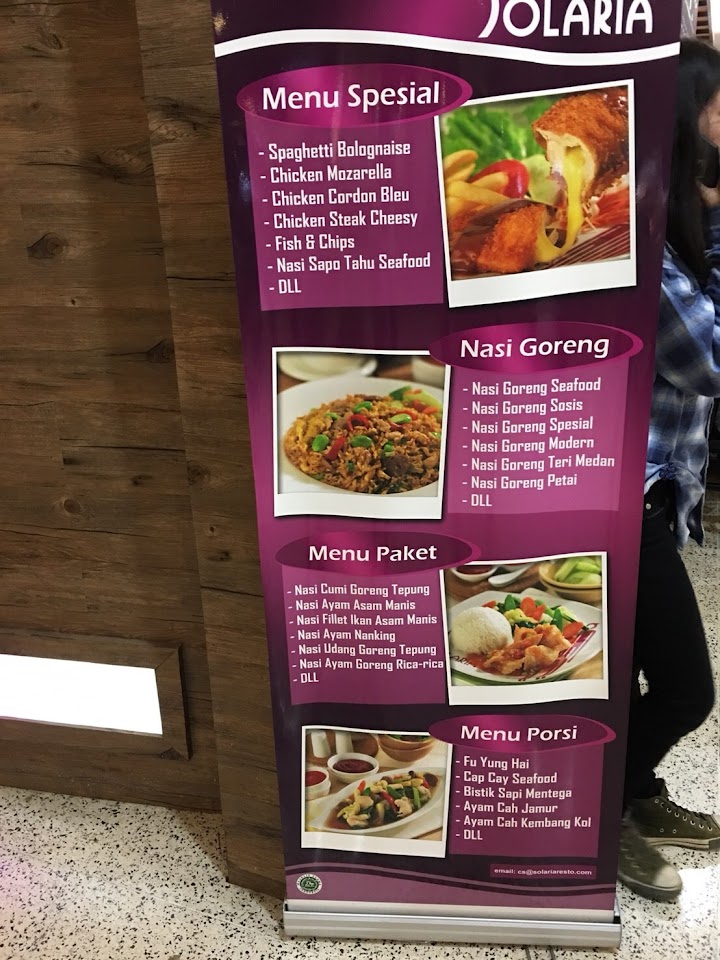 SOLARIA
Menu Spesial
- Spaghetti Bolognaise
- Chicken Mozarella
- Chicken Cordon Bleu
- Chicken Steak Cheesy
- Fish & Chips
- Nasi Sapo Tahu Seafood
- DLL
Nasi Goreng
- Nasi Goreng Seafood
- Nasi Goreng Sosis
- Nasi Goreng Spesial
- Nasi Goreng Modern
- Nasi Goreng Teri Medan
- Nasi Goreng Petai
- DLL
Menu Paket
- Nasi Cumi Goreng Tepung
- Nasi Ayam Asam Manis
- Nasi Fillet Ikan Asam Manis
- Nasi Ayam Nanking
- Nasi Udang Goreng Tepung
- Nasi Ayam Goreng Rica-rica
- DLL
Menu Porsi
- Fu Yung Hai
- Cap Cay Seafood
- Bistik Sapi Mentega
- Ayam Cah Jamur
- Ayam Cah Kembang Kol
- DLL
email: cs@solariaresto.com